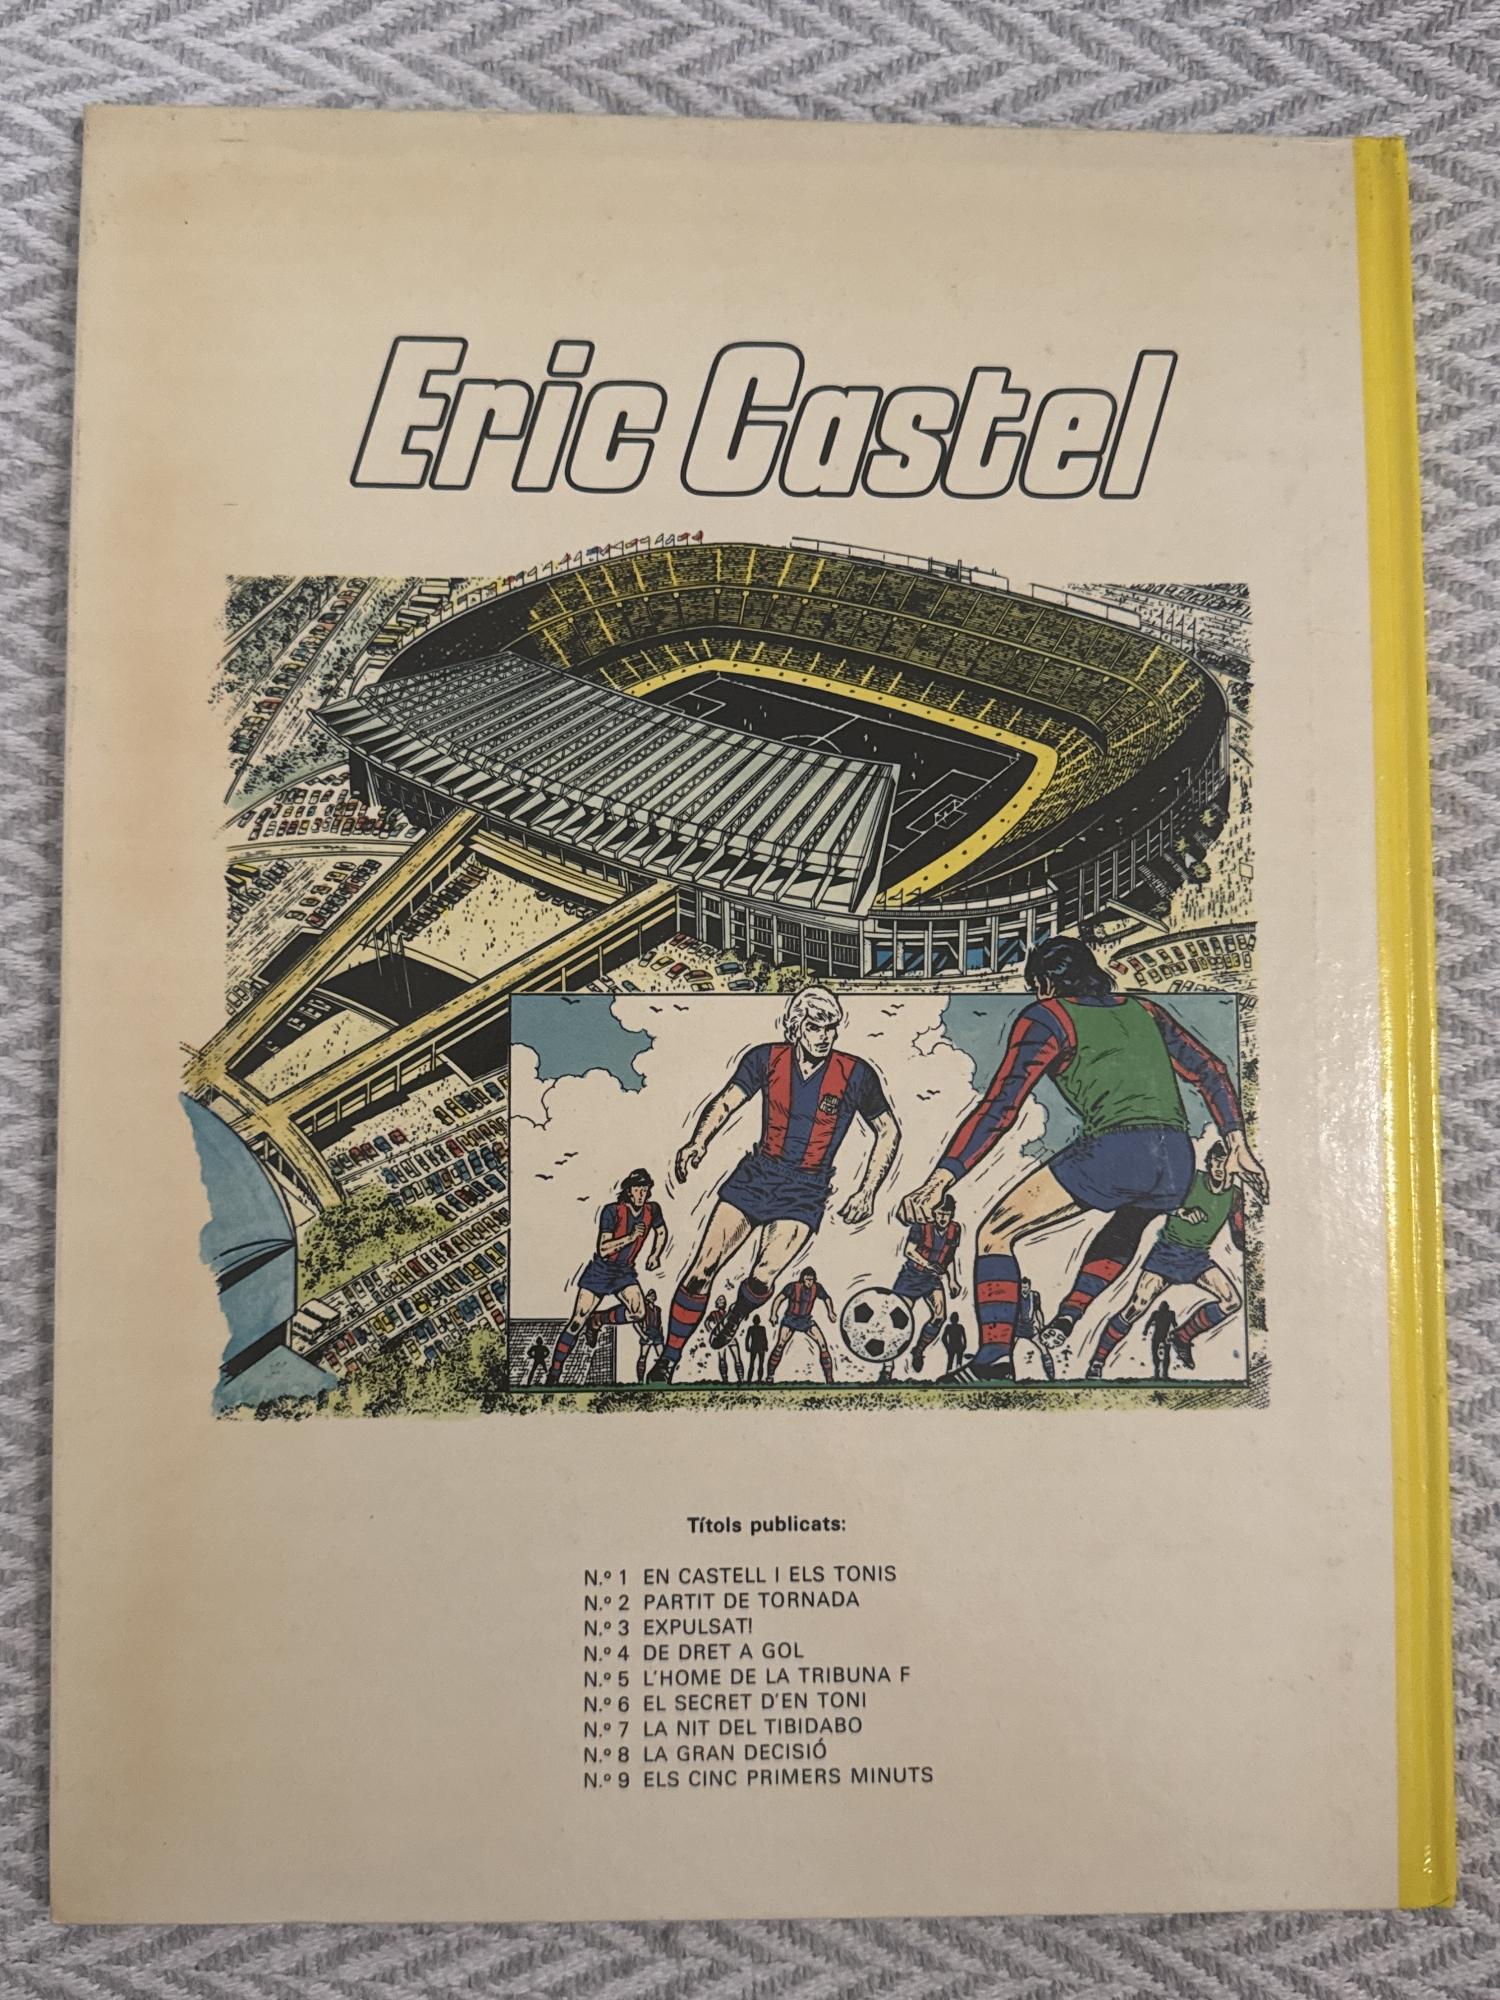 Eric Castel
Títols publicats:
N.º 1 EN CASTELL I ELS TONIS
N.º 2 PARTIT DE TORNADA
N.º 3 EXPULSAT!
N.º 4 DE DRET A GOL
N.º 5 L'HOME DE LA TRIBUNA F
N.º 6 EL SECRET D'EN TONI
N.º 7 LA NIT DEL TIBIDABO
N.º 8 LA GRAN DECISIÓ
N.º 9 ELS CINC PRIMERS MINUTS